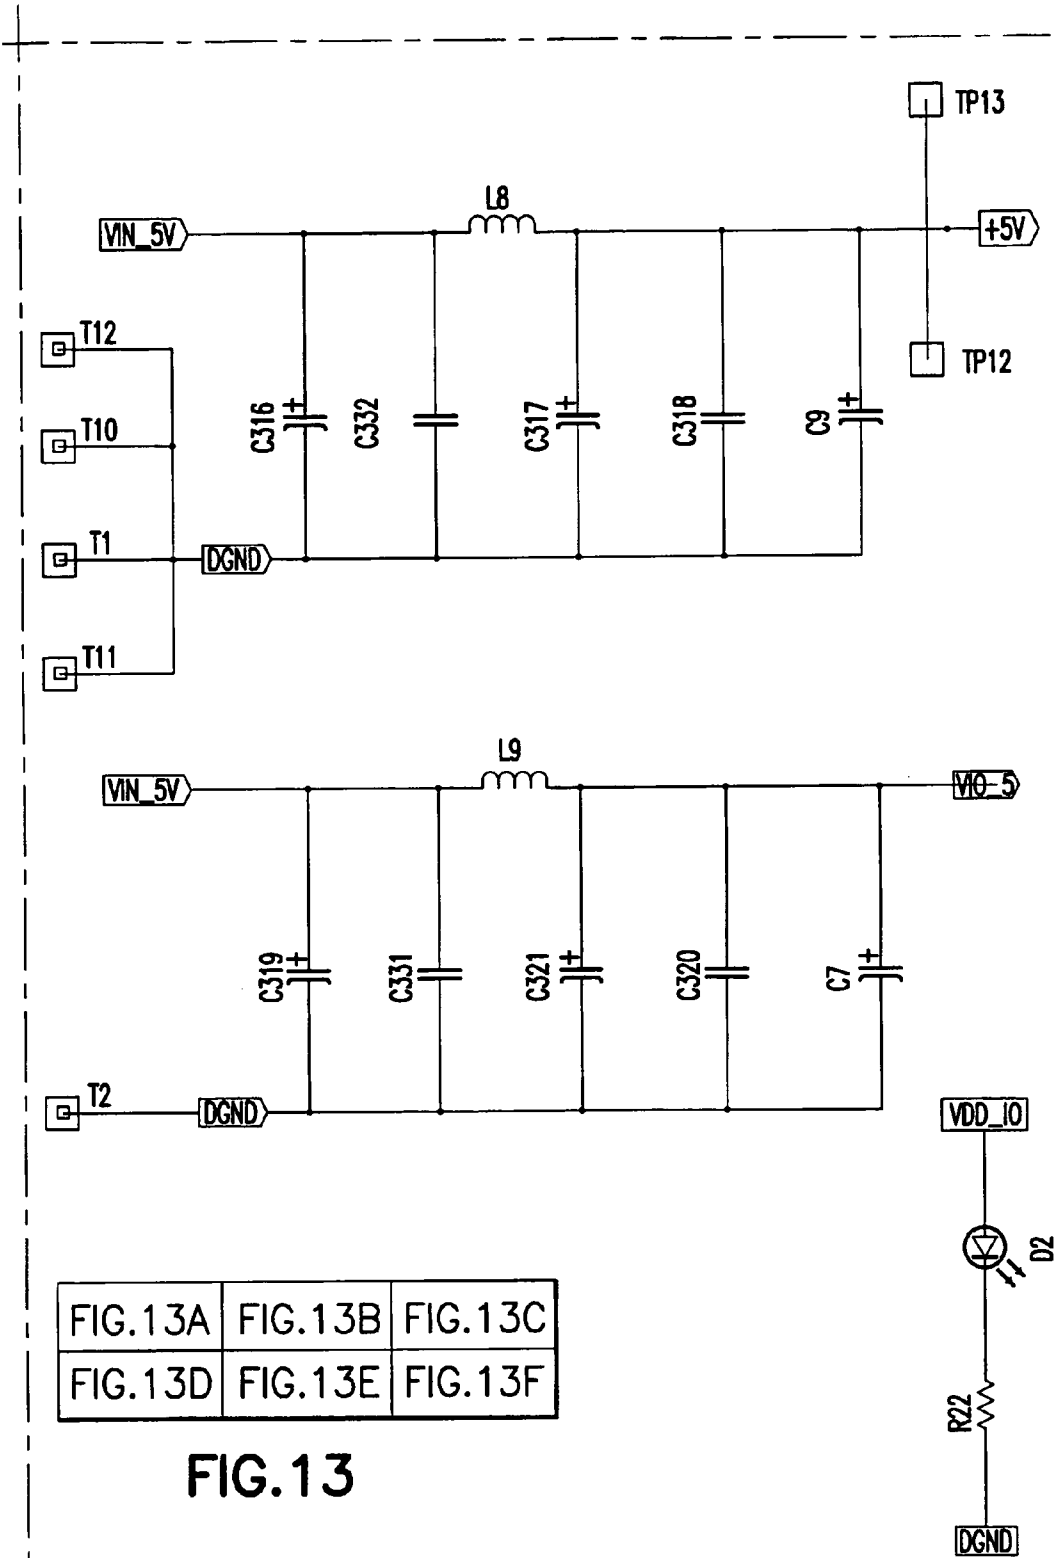 TP13
L8
VIN_5V
+5V
T12
TP12
T10
C316
+
C332
C317
+
C318
C9
+
T1
DGND
T11
L9
VIN_5V
VIO_5
C319
+
C331
C321
+
C320
C7
+
T2
DGND
VDD_IO
D2
FIG.13A FIG.13B FIG.13C
FIG.13D FIG.13E FIG.13F
R22
FIG.13
DGND